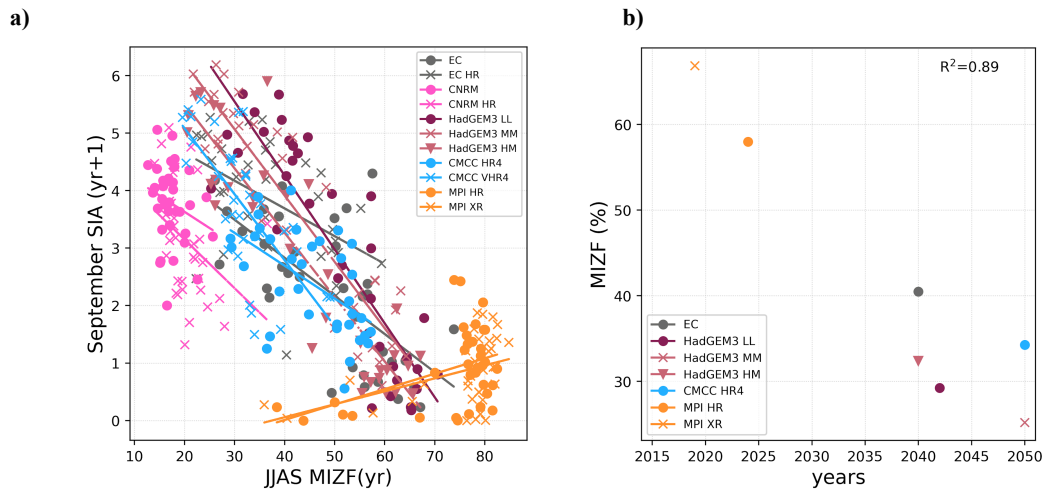 a)
September SIA (yr+1)
6
5
4
3
2
1
0
10 20 30 40 50 60 70 80
JJAS MIZF(yr)
EC
EC HR
CNRM
CNRM HR
HadGEM3 LL
HadGEM3 MM
HadGEM3 HM
CMCC HR4
CMCC VHR4
MPI HR
MPI XR
b)
MIZF (%)
60
50
40
30
2015 2020 2025 2030 2035 2040 2045 2050
years
R²=0.89
EC
HadGEM3 LL
HadGEM3 MM
HadGEM3 HM
CMCC HR4
MPI HR
MPI XR